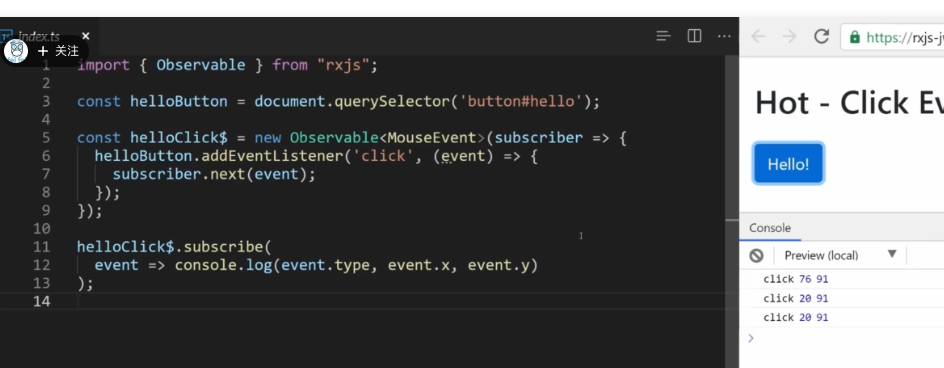 index.ts
+ 关注
1 import { Observable } from "rxjs";
2
3 const helloButton = document.querySelector('button#hello');
4
5 const helloClick$ = new Observable<MouseEvent>(subscriber => {
6 helloButton.addEventListener('click', (event) => {
7 subscriber.next(event);
8 });
9 });
10
11 helloClick$.subscribe(
12 event => console.log(event.type, event.x, event.y)
13 );
14
https://rxjs-j
Hot - Click Ev
Hello!
Console
Preview (local)
click 76 91
click 20 91
click 20 91